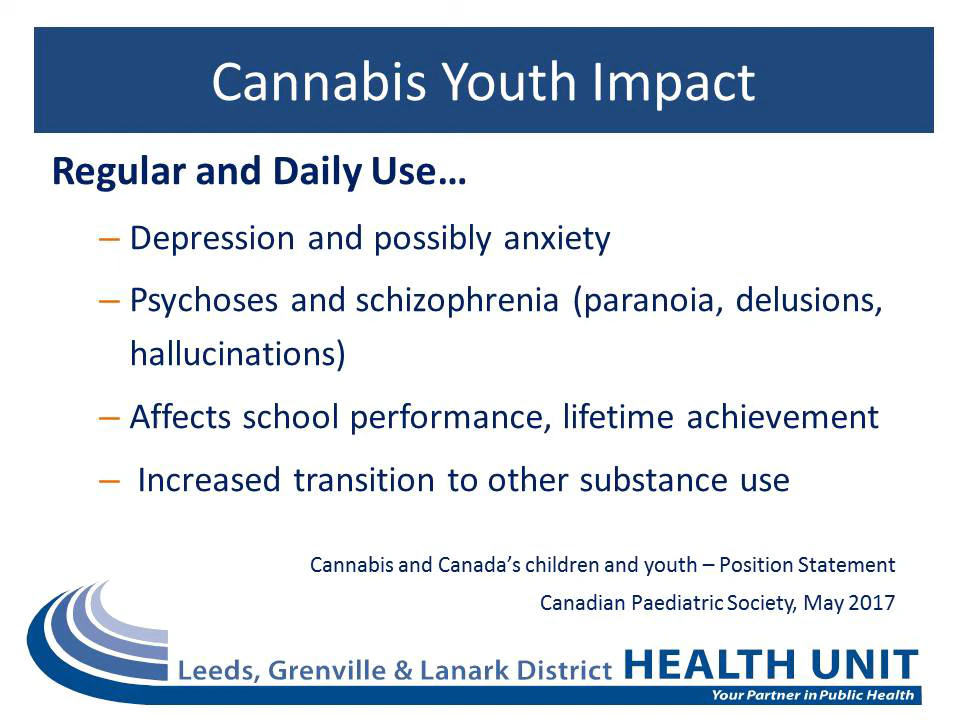 Cannabis Youth Impact
Regular and Daily Use...
– Depression and possibly anxiety
– Psychoses and schizophrenia (paranoia, delusions,
hallucinations)
– Affects school performance, lifetime achievement
– Increased transition to other substance use
Cannabis and Canada's children and youth – Position Statement
Canadian Paediatric Society, May 2017
Leeds, Grenville & Lanark District HEALTH UNIT
Your Partner in Public Health